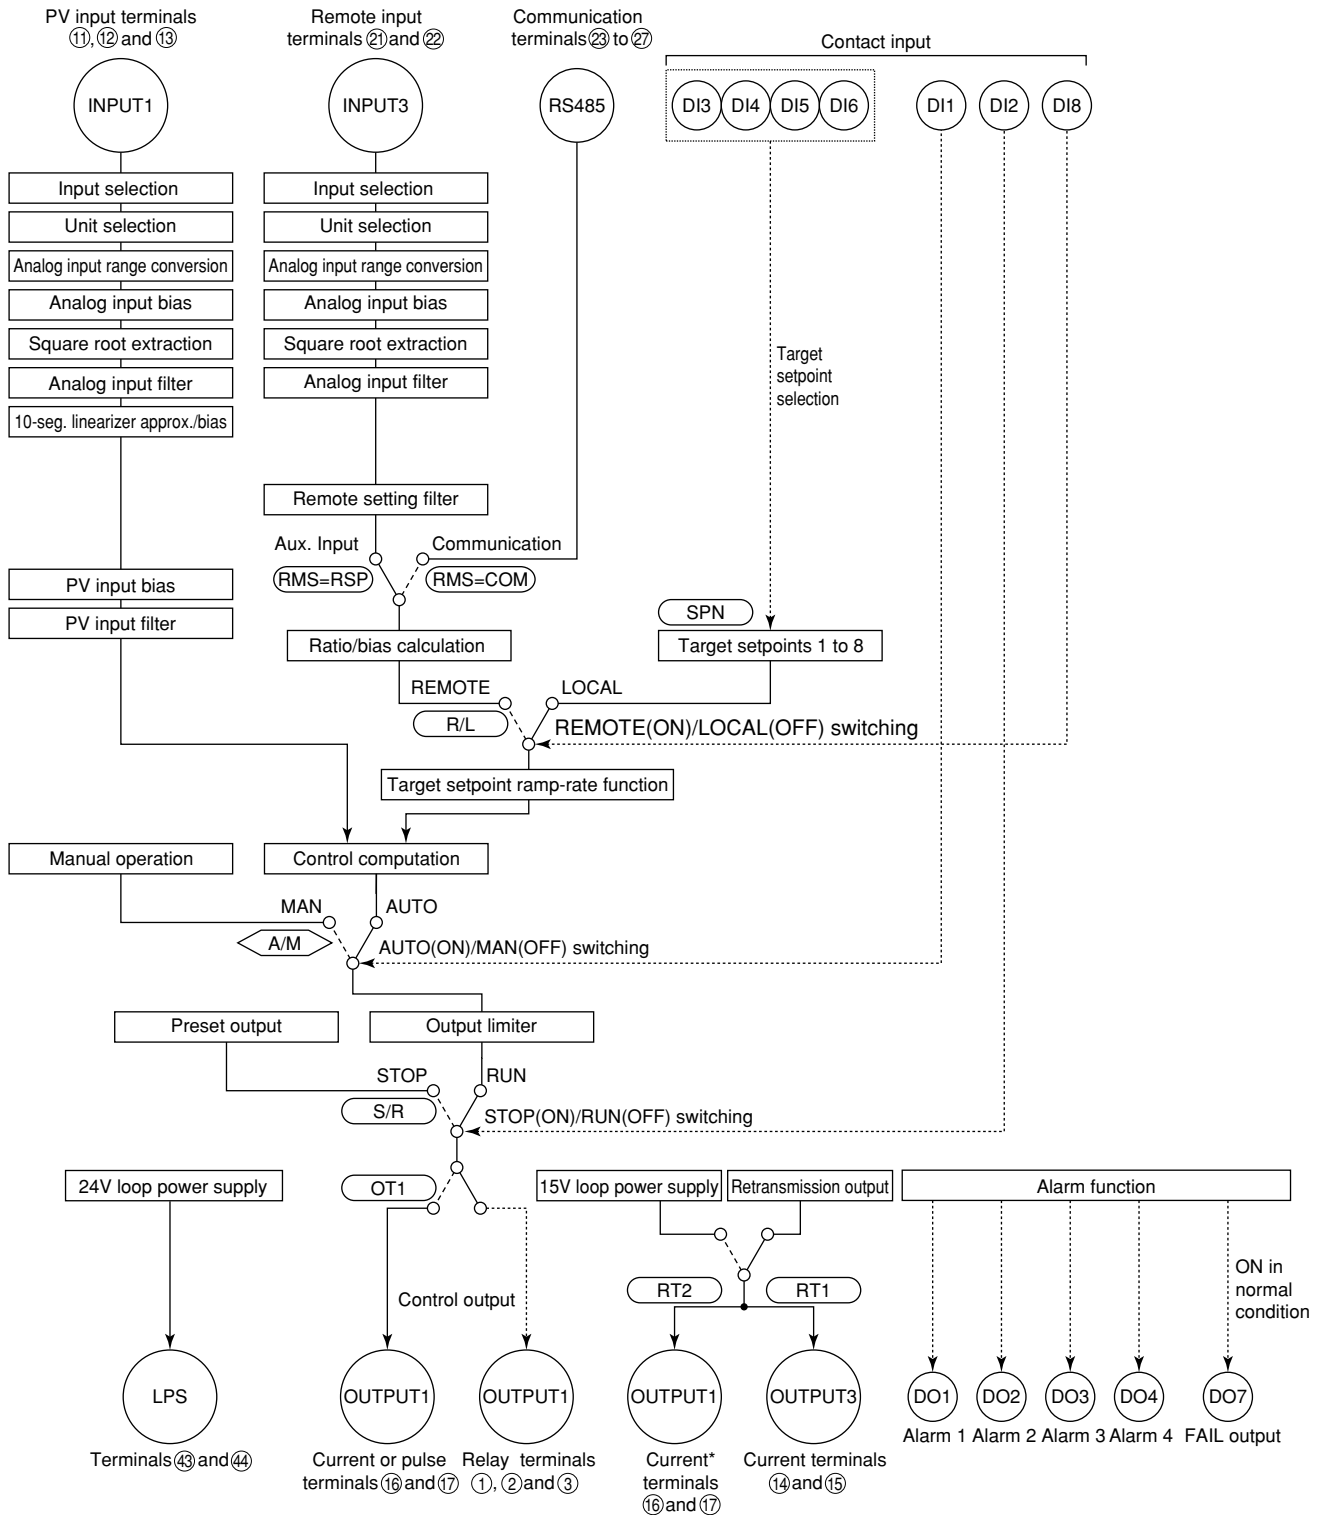 PV input terminals
⑪, ⑫ and ⑬
Remote input
terminals ㉑ and ㉒
Communication
terminals ㉓ to ㉗
Contact input
INPUT1
INPUT3
RS485
DI3
DI4
DI5
DI6
DI1
DI2
DI8
Input selection
Unit selection
Analog input range conversion
Analog input bias
Square root extraction
Analog input filter
10-seg. linearizer approx./bias
Input selection
Unit selection
Analog input range conversion
Analog input bias
Square root extraction
Analog input filter
Target
setpoint
selection
Remote setting filter
Aux. Input
Communication
RMS=RSP
RMS=COM
PV input bias
PV input filter
SPN
Ratio/bias calculation
Target setpoints 1 to 8
REMOTE
LOCAL
R/L
REMOTE(ON)/LOCAL(OFF) switching
Target setpoint ramp-rate function
Manual operation
Control computation
MAN
AUTO
A/M
AUTO(ON)/MAN(OFF) switching
Preset output
Output limiter
STOP
RUN
S/R
STOP(ON)/RUN(OFF) switching
24V loop power supply
OT1
15V loop power supply
Retransmission output
Alarm function
RT2
RT1
Control output
ON in
normal
condition
LPS
OUTPUT1
OUTPUT1
OUTPUT1
OUTPUT3
DO1
DO2
DO3
DO4
DO7
Alarm 1
Alarm 2
Alarm 3
Alarm 4
FAIL output
Terminals ㊸ and ㊹
Current or pulse
terminals ⑯ and ⑰
Relay terminals
①, ② and ③
Current*
terminals
⑯ and ⑰
Current terminals
⑭ and ⑮